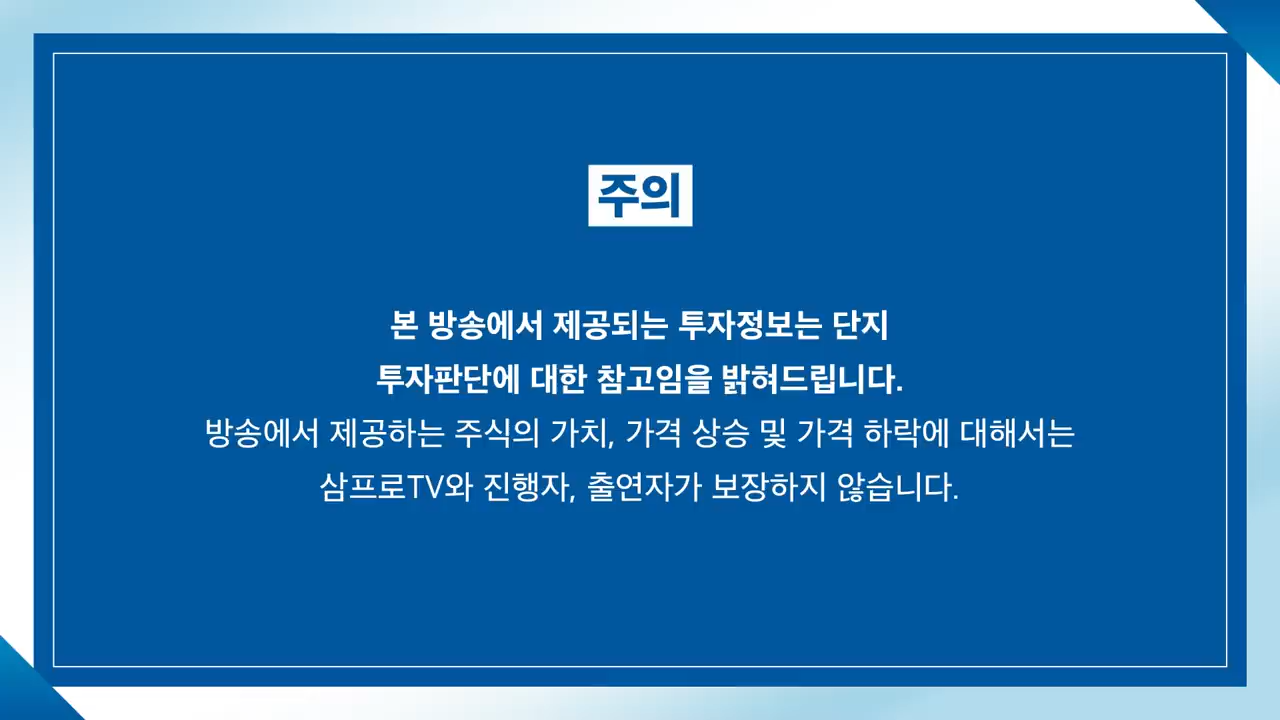 주의
본 방송에서 제공되는 투자정보는 단지
투자판단에 대한 참고임을 밝혀드립니다.
방송에서 제공하는 주식의 가치, 가격 상승 및 가격 하락에 대해서는
삼프로TV와 진행자, 출연자가 보장하지 않습니다.